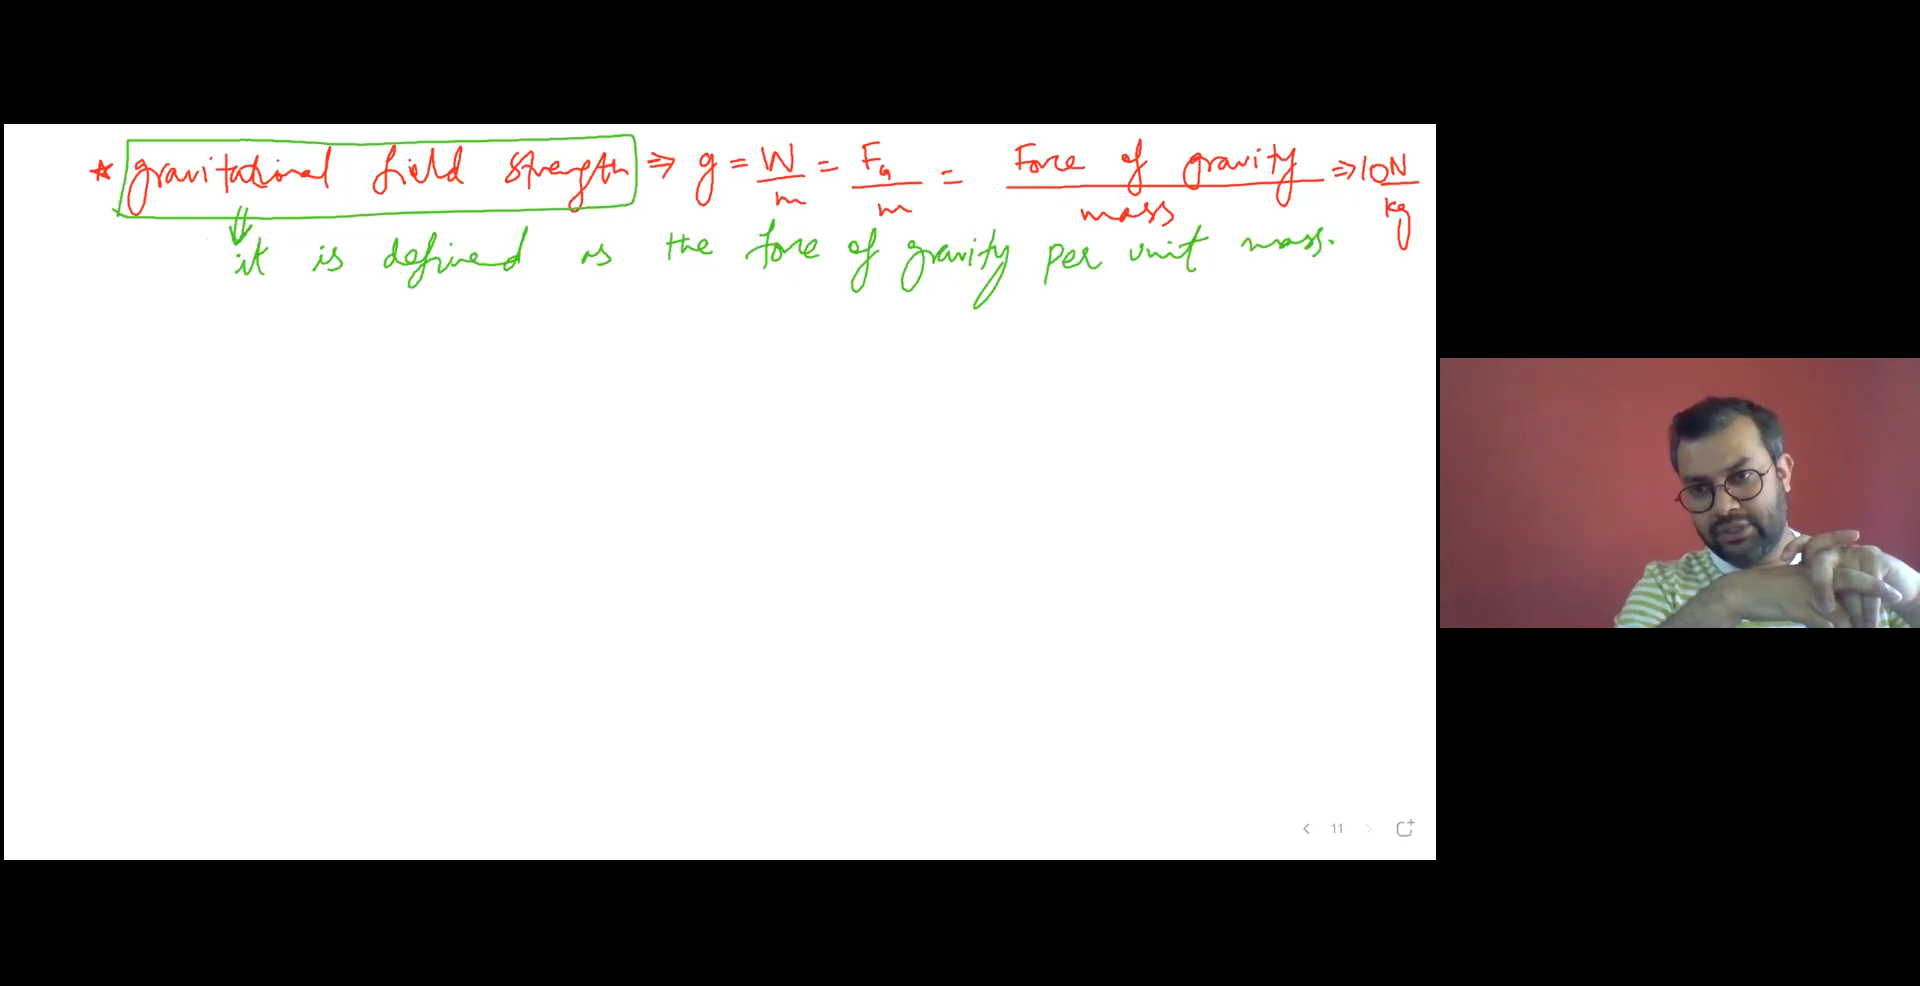 * gravitational field strength ⇒ g = W/m = Fg/m = Force of gravity/mass ⇒ 10N/kg
⇓
it is defined as the force of gravity per unit mass.
< 11 >